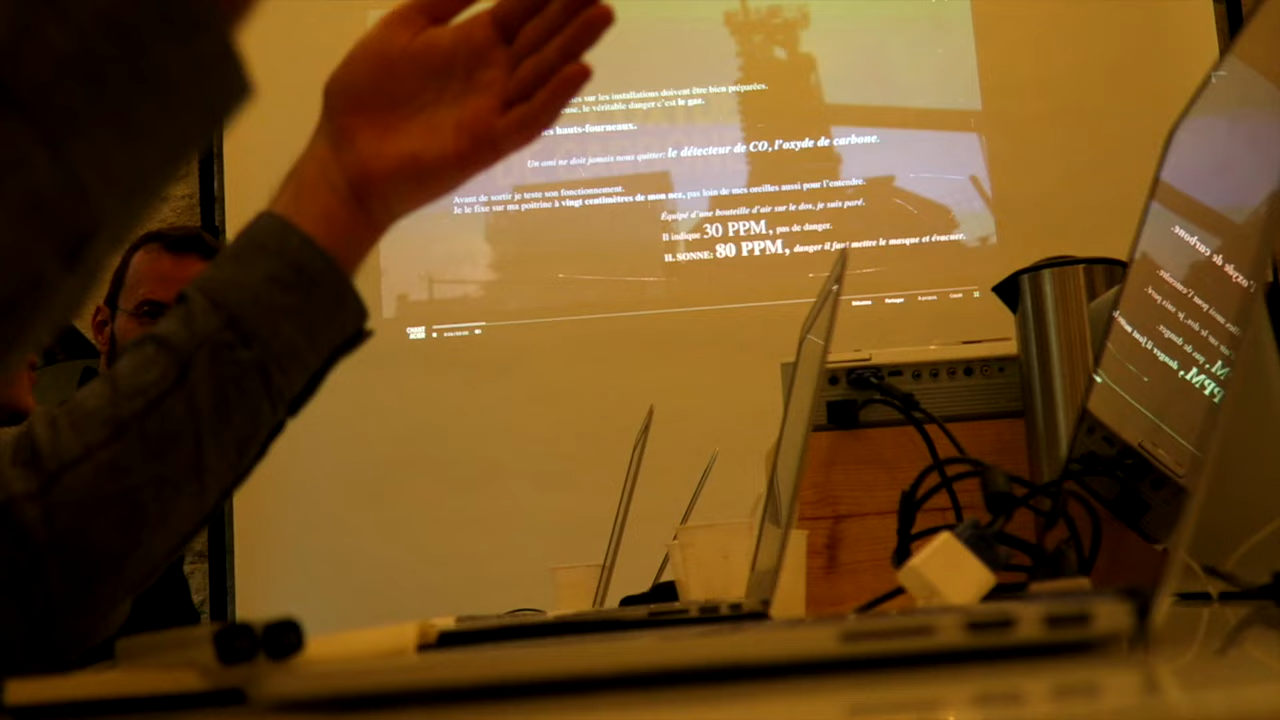 sur les installations doivent être bien préparées.
le véritable danger c'est le gaz.
hauts-fourneaux.
Un ami ne doit jamais nous quitter: le détecteur de CO, l'oxyde de carbone.
Avant de sortir je teste son fonctionnement.
Je le fixe sur ma poitrine à vingt centimètres de mon nez, pas loin de mes oreilles aussi pour l'entendre.
Équipé d'une bouteille d'air sur le dos, je suis paré.
Il indique 30 PPM, pas de danger.
IL SONNE: 80 PPM, danger il faut mettre le masque et évacuer.
CHANT
ACIER
Partager